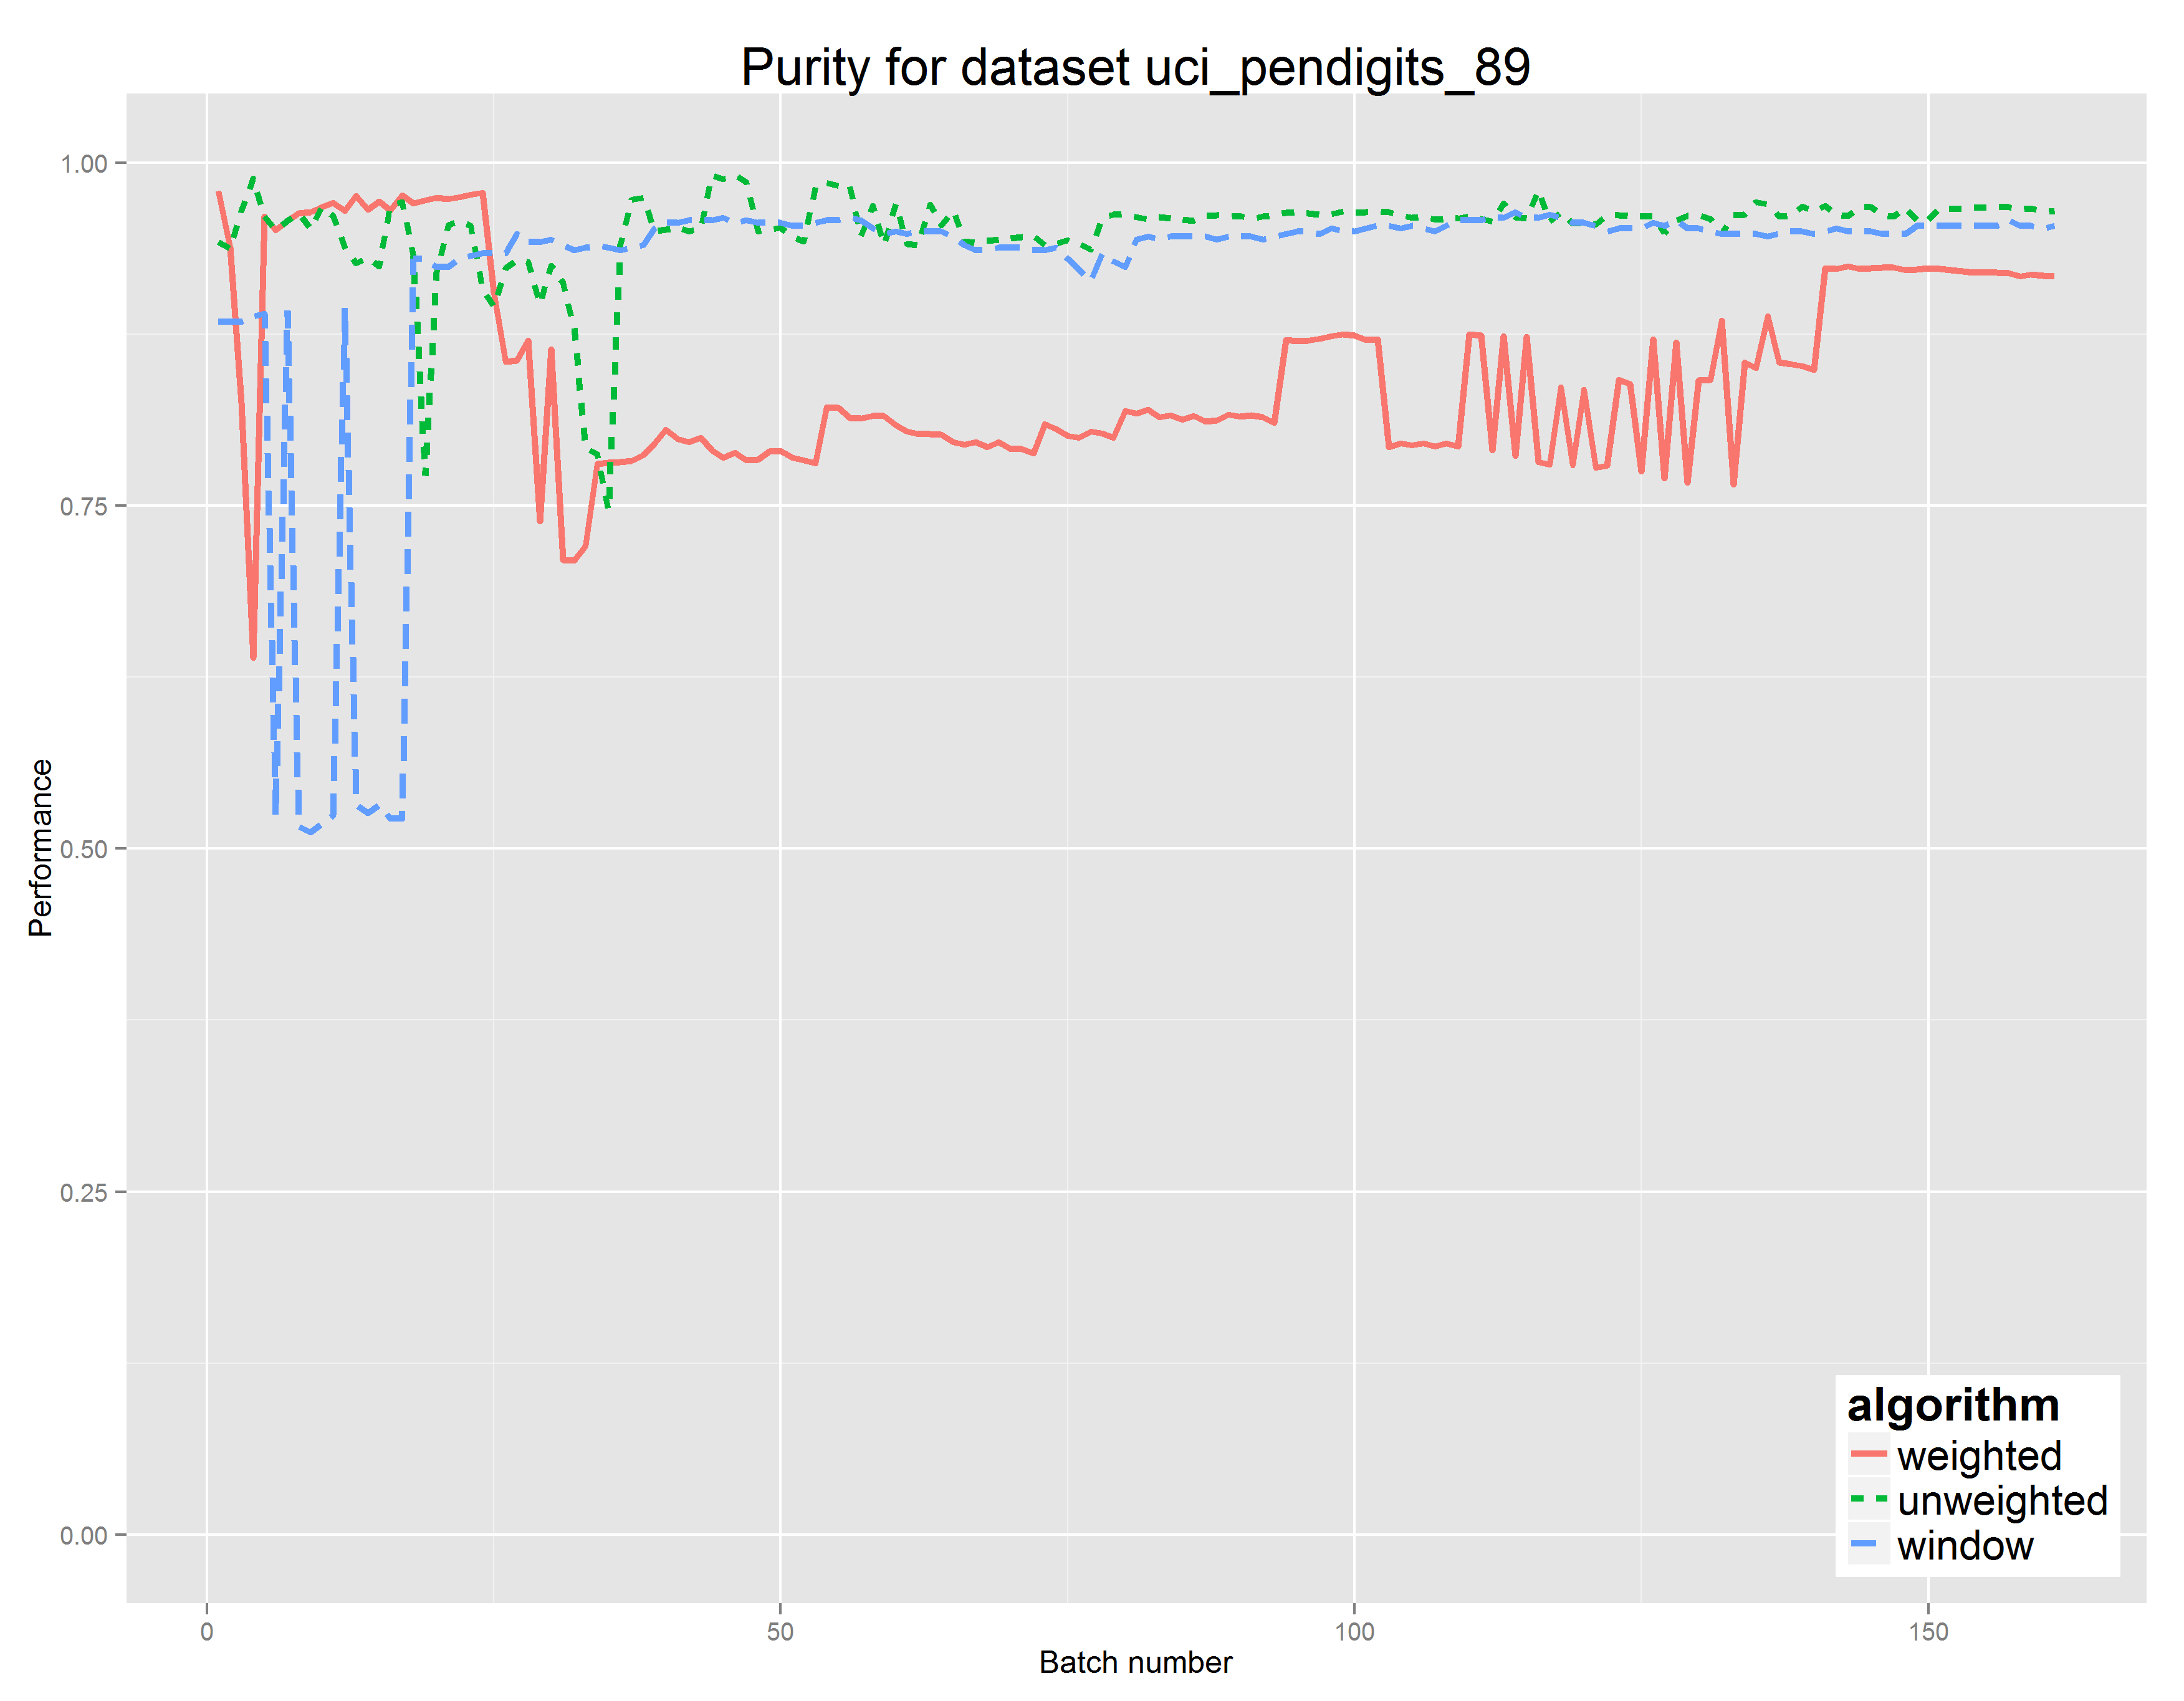 Purity for dataset uci_pendigits_89
1.00
0.75
0.50
0.25
0.00
Performance
0
50
100
150
Batch number
algorithm
weighted
unweighted
window